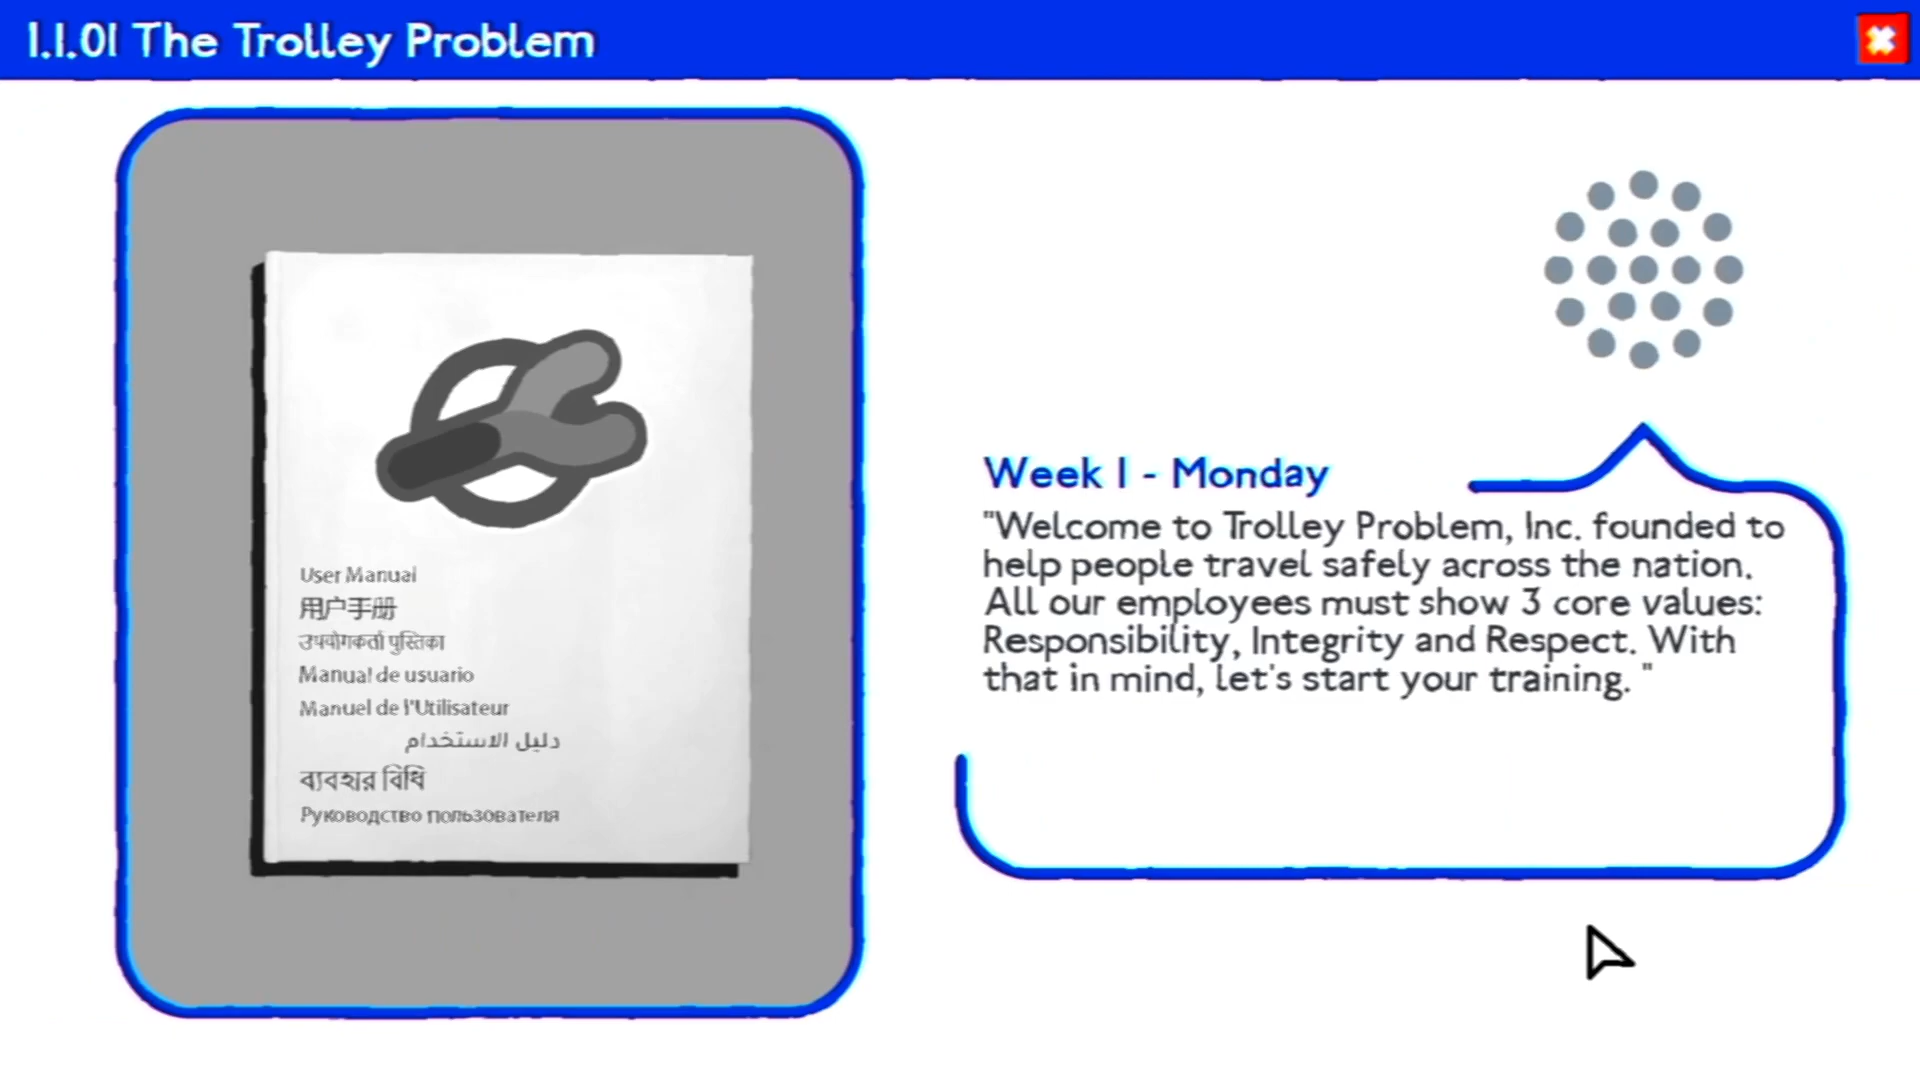 1.1.01 The Trolley Problem
User Manual
用户手册
उपयोगकर्ता पुस्तिका
Manual de usuario
Manuel de l'Utilisateur
دليل الاستخدام
ব্যবহার বিধি
Руководство пользователя
Week 1 - Monday
"Welcome to Trolley Problem, Inc. founded to
help people travel safely across the nation.
All our employees must show 3 core values:
Responsibility, Integrity and Respect. With
that in mind, let's start your training. "